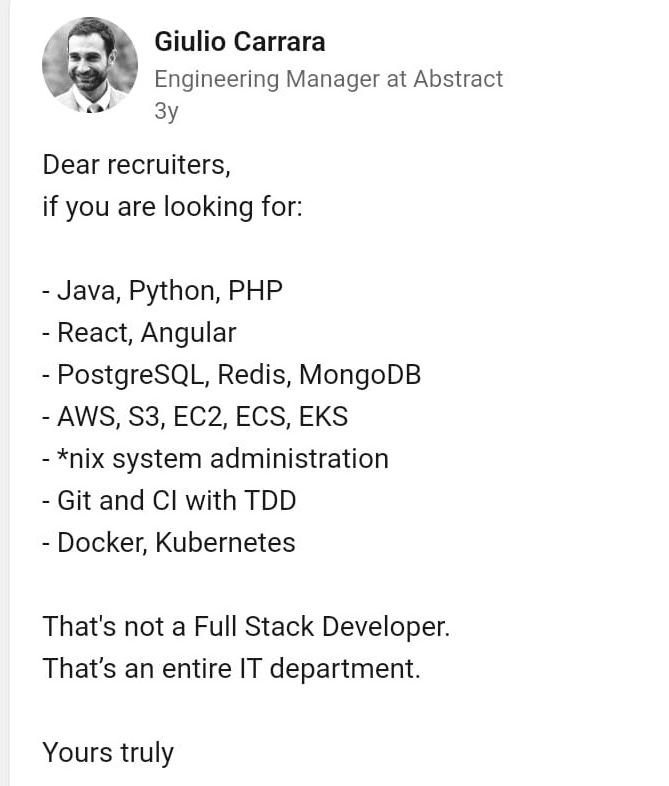 Giulio Carrara
Engineering Manager at Abstract
3y
Dear recruiters,
if you are looking for:
- Java, Python, PHP
- React, Angular
- PostgreSQL, Redis, MongoDB
- AWS, S3, EC2, ECS, EKS
- *nix system administration
- Git and CI with TDD
- Docker, Kubernetes
That's not a Full Stack Developer.
That’s an entire IT department.
Yours truly